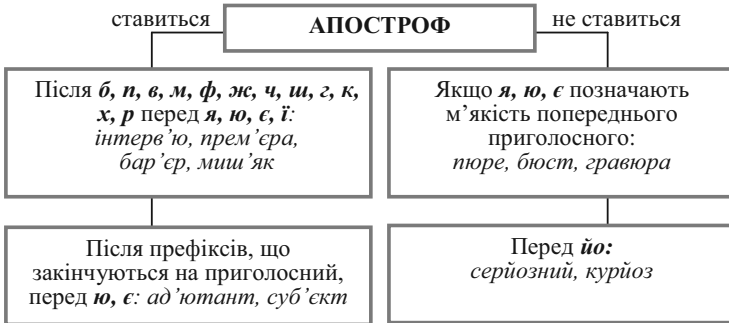 ставиться
АПОСТРОФ
не ставиться
Після б, п, в, м, ф, ж, ч, ш, г, к,
х, р перед я, ю, є, ї:
інтерв’ю, прем’єра,
бар’єр, миш’як
Якщо я, ю, є позначають
м’якість попереднього
приголосного:
пюре, бюст, гравюра
Після префіксів, що
закінчуються на приголосний,
перед ю, є: ад’ютант, суб’єкт
Перед йо:
серйозний, курйоз